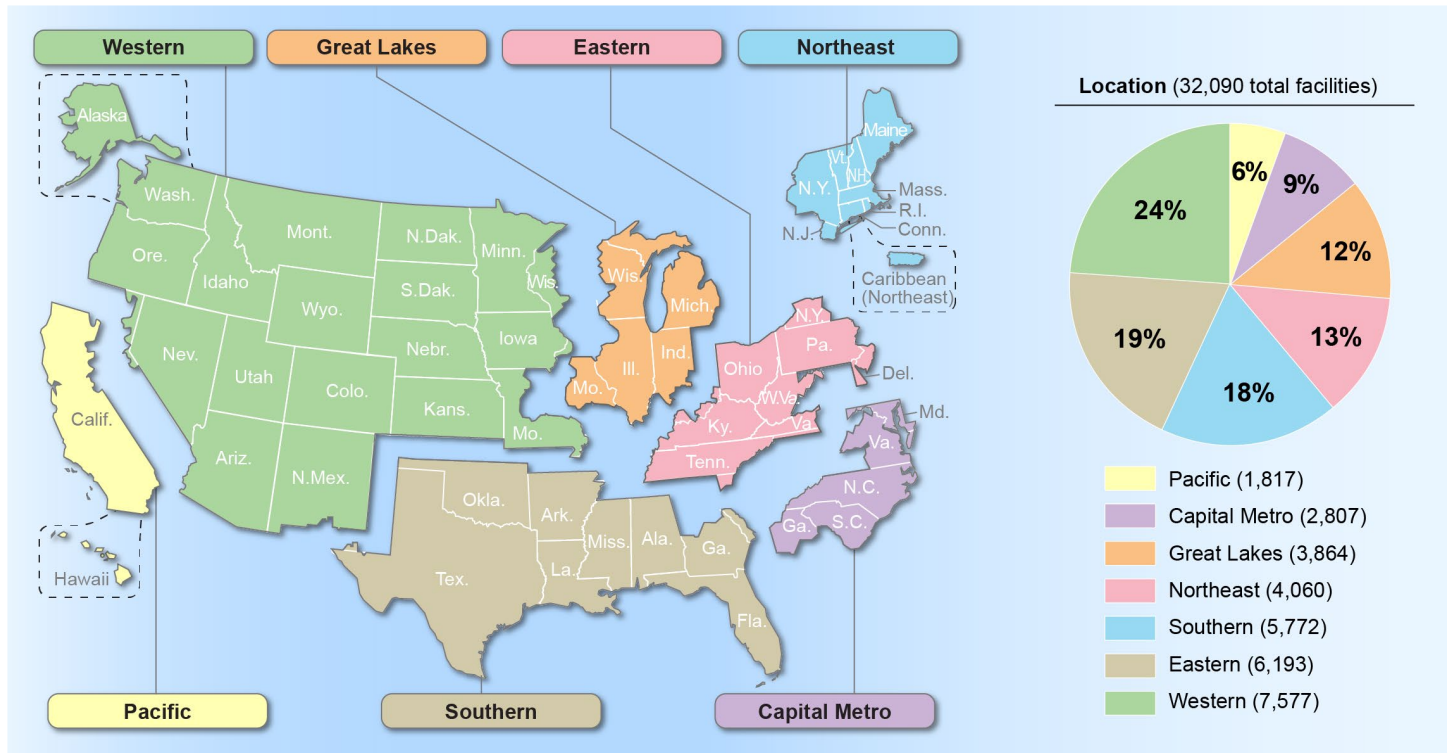 Western
Great Lakes
Eastern
Northeast
Alaska
Wash.
Ore.
Idaho
Mont.
N.Dak.
Minn.
Wis.
S.Dak.
Wyo.
Iowa
Nebr.
Nev.
Utah
Colo.
Kans.
Mo.
Ariz.
N.Mex.
Calif.
Hawaii
Wis.
Mich.
Ill.
Ind.
Mo.
Maine
Vt.
N.H.
N.Y.
Mass.
R.I.
Conn.
N.J.
Caribbean
(Northeast)
N.Y.
Pa.
Ohio
Del.
W.Va.
Va.
Ky.
Tenn.
Md.
Va.
N.C.
S.C.
Ga.
Okla.
Ark.
Tex.
La.
Miss.
Ala.
Ga.
Fla.
Pacific
Southern
Capital Metro
Location (32,090 total facilities)
6%
9%
12%
13%
18%
19%
24%
Pacific (1,817)
Capital Metro (2,807)
Great Lakes (3,864)
Northeast (4,060)
Southern (5,772)
Eastern (6,193)
Western (7,577)